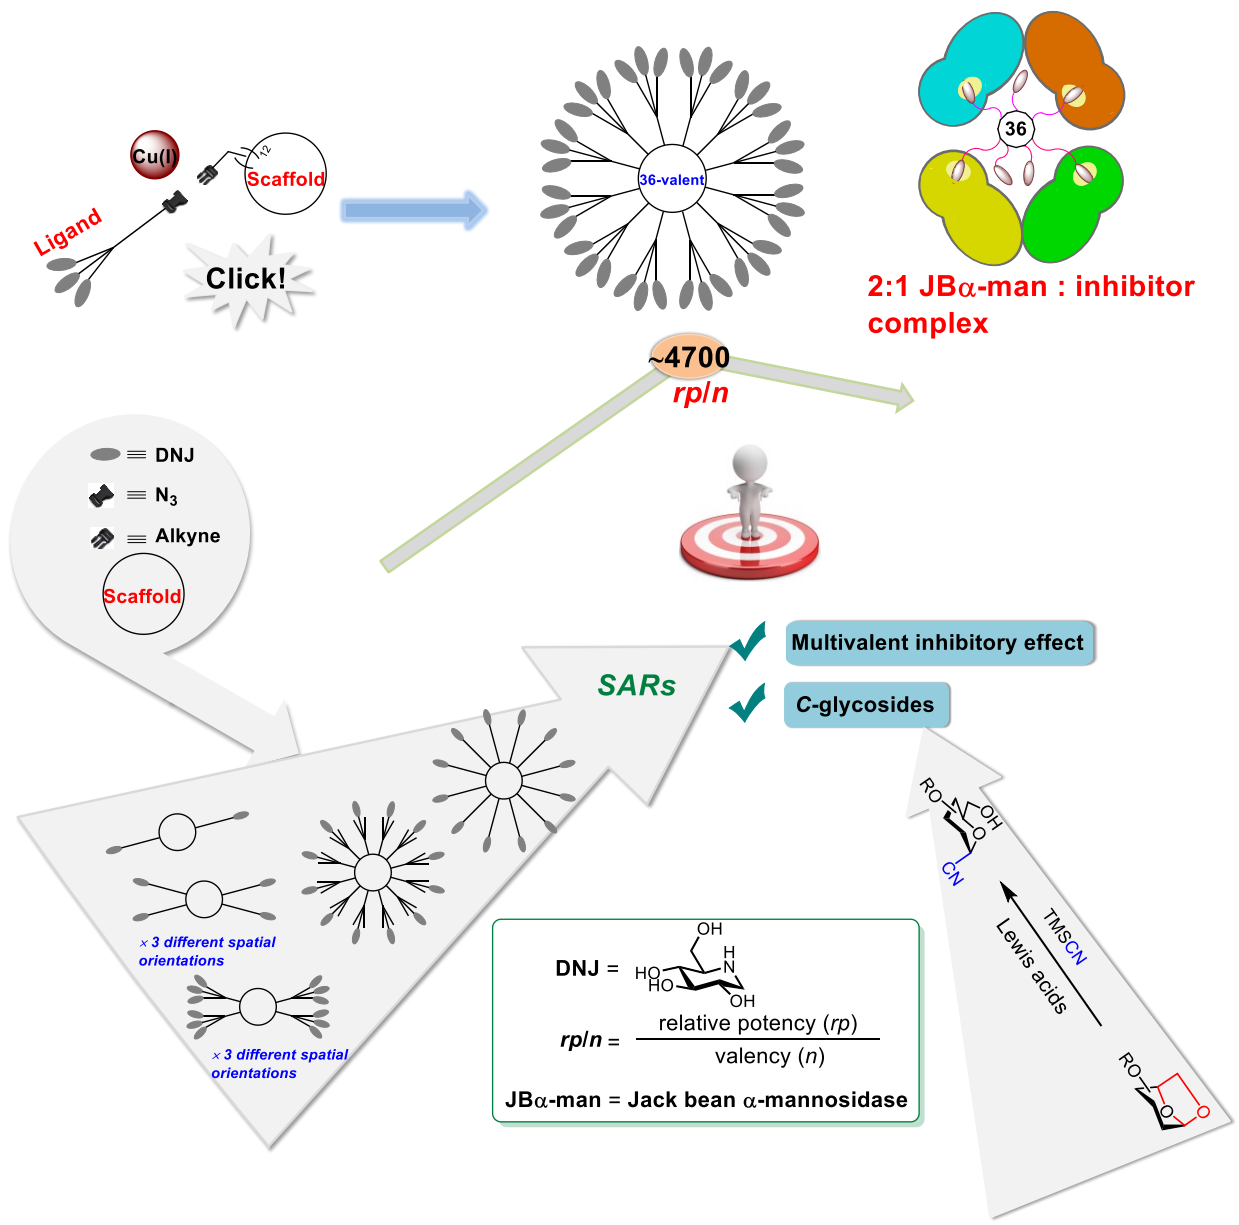 Cu(I)
12
Scaffold
Ligand
Click!
36-valent
36
2:1 JBα-man : inhibitor
complex
~4700
rp/n
≡ DNJ
≡ N3
≡ Alkyne
Scaffold
SARs
Multivalent inhibitory effect
C-glycosides
× 3 different spatial
orientations
× 3 different spatial
orientations
DNJ =
OH
H
N
HO
HO
OH
rp/n =
relative potency (rp)
valency (n)
JBα-man = Jack bean α-mannosidase
RO
OH
O
CN
TMSCN
Lewis acids
RO
O
O